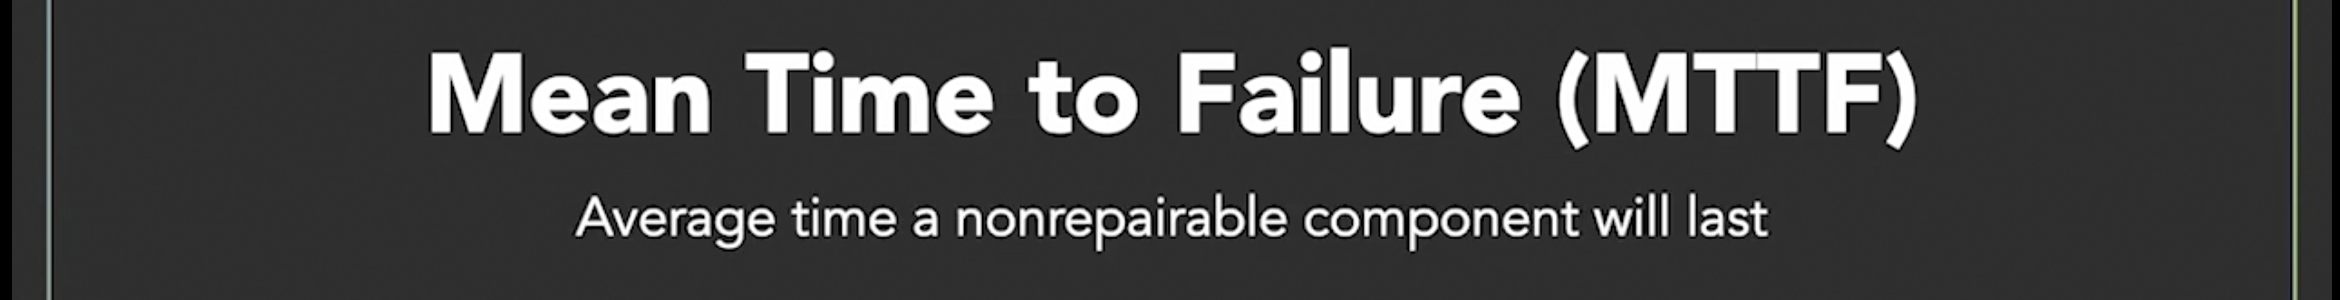 Mean Time to Failure (MTTF)
Average time a nonrepairable component will last